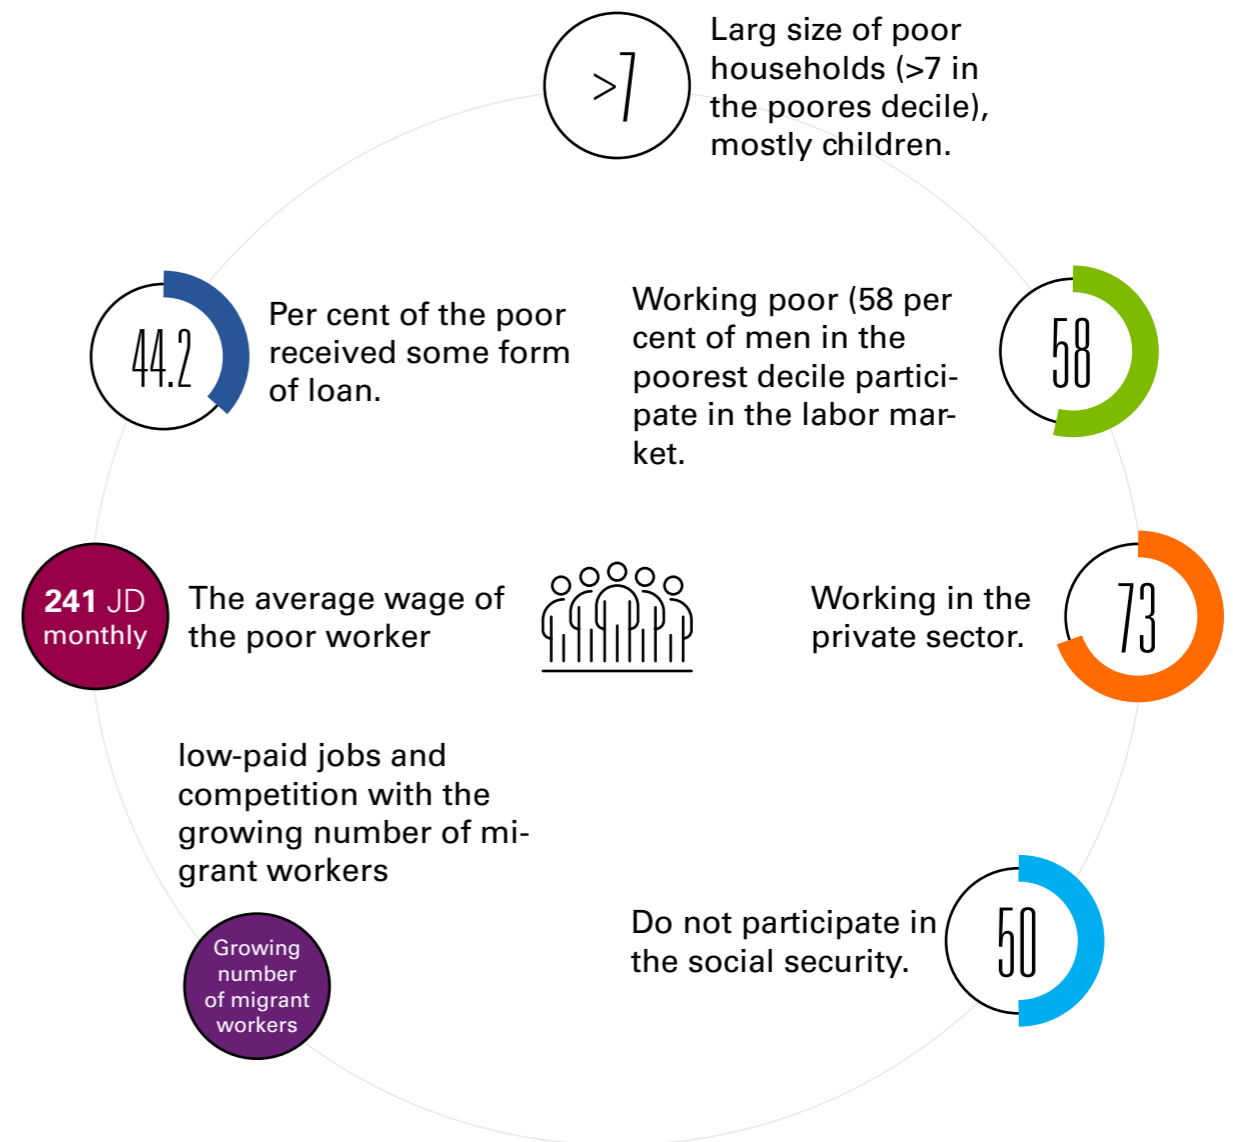 >7
Larg size of poor
households (>7 in
the poores decile),
mostly children.
44.2
Per cent of the poor
received some form
of loan.
Working poor (58 per
cent of men in the
poorest decile partici-
pate in the labor mar-
ket.
58
241 JD
monthly
The average wage of
the poor worker
Working in the
private sector.
73
low-paid jobs and
competition with the
growing number of mi-
grant workers
Growing
number
of migrant
workers
Do not participate in
the social security.
50